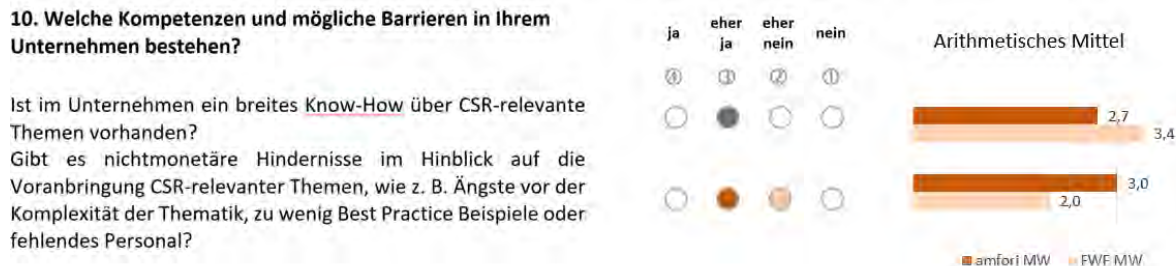 10. Welche Kompetenzen und mögliche Barrieren in Ihrem
Unternehmen bestehen?
ja
eher
ja
eher
nein
nein
④ ③ ② ①
Arithmetisches Mittel
Ist im Unternehmen ein breites Know-How über CSR-relevante
Themen vorhanden?
2,7
3,4
Gibt es nichtmonetäre Hindernisse im Hinblick auf die
Voranbringung CSR-relevanter Themen, wie z. B. Ängste vor der
Komplexität der Thematik, zu wenig Best Practice Beispiele oder
fehlendes Personal?
3,0
2,0
amfori MW FWF MW